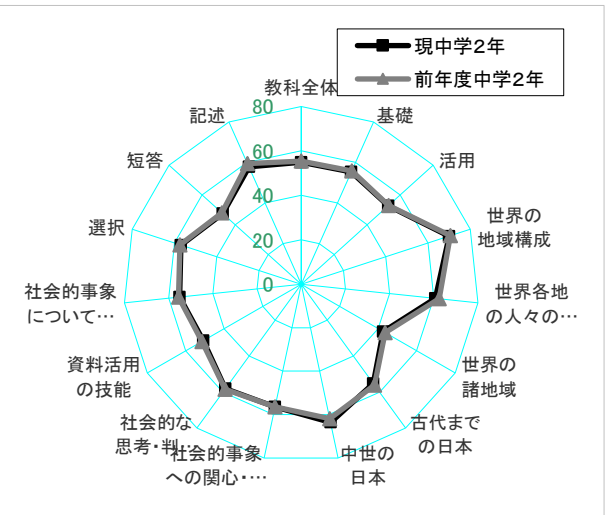 現中学2年
前年度中学2年
教科全体
基礎
活用
世界の
地域構成
世界各地
の人々の…
世界の
諸地域
古代まで
の日本
中世の
日本
社会的事象
への関心・…
社会的な
思考・判…
資料活用
の技能
社会的事象
について…
選択
短答
記述
80
60
40
20
0